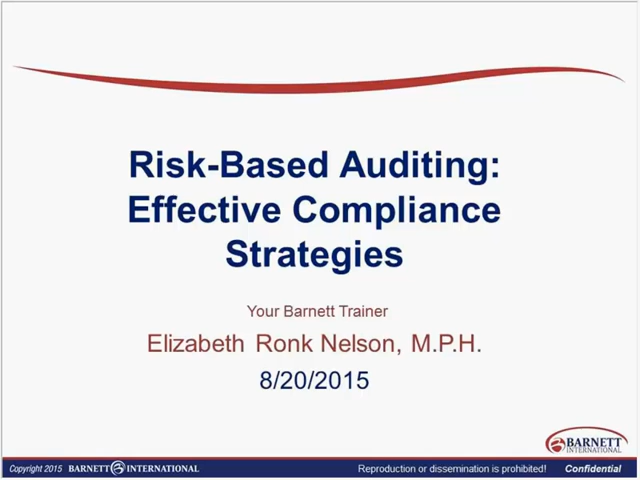 Risk-Based Auditing:
Effective Compliance
Strategies
Your Barnett Trainer
Elizabeth Ronk Nelson, M.P.H.
8/20/2015
BARNETT
INTERNATIONAL
Copyright 2015 BARNETT INTERNATIONAL Reproduction or dissemination is prohibited! Confidential